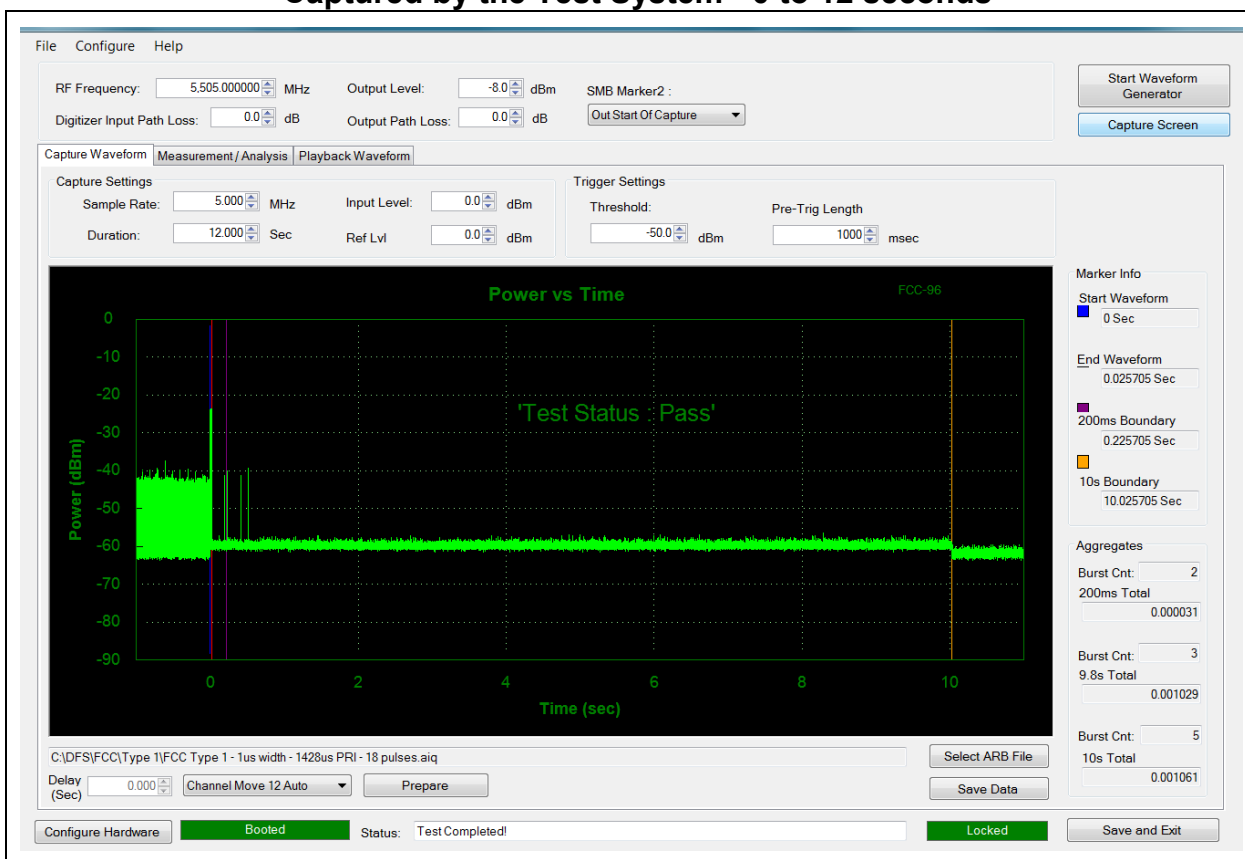 Captured by the Test System - 0 to 12 seconds
File Configure Help
RF Frequency: 5,505.000000 MHz Output Level: -8.0 dBm SMB Marker2 :
Digitizer Input Path Loss: 0.0 dB Output Path Loss: 0.0 dB Out Start Of Capture
Start Waveform Generator
Capture Screen
Capture Waveform Measurement / Analysis Playback Waveform
Capture Settings
Sample Rate: 5.000 MHz Input Level: 0.0 dBm
Duration: 12.000 Sec Ref Lvl 0.0 dBm
Trigger Settings
Threshold: Pre-Trig Length
-50.0 dBm 1000 msec
Power vs Time
FCC-96
'Test Status : Pass'
Power (dBm)
0
-10
-20
-30
-40
-50
-60
-70
-80
-90
0 2 4 6 8 10
Time (sec)
Marker Info
Start Waveform
0 Sec
End Waveform
0.025705 Sec
200ms Boundary
0.225705 Sec
10s Boundary
10.025705 Sec
Aggregates
Burst Cnt: 2
200ms Total
0.000031
Burst Cnt: 3
9.8s Total
0.001029
Burst Cnt: 5
10s Total
0.001061
C:\DFS\FCC\Type 1\FCC Type 1 - 1us width - 1428us PRI - 18 pulses.aiq
Select ARB File
Delay (Sec) 0.000 Channel Move 12 Auto Prepare
Save Data
Configure Hardware Booted Status: Test Completed! Locked Save and Exit